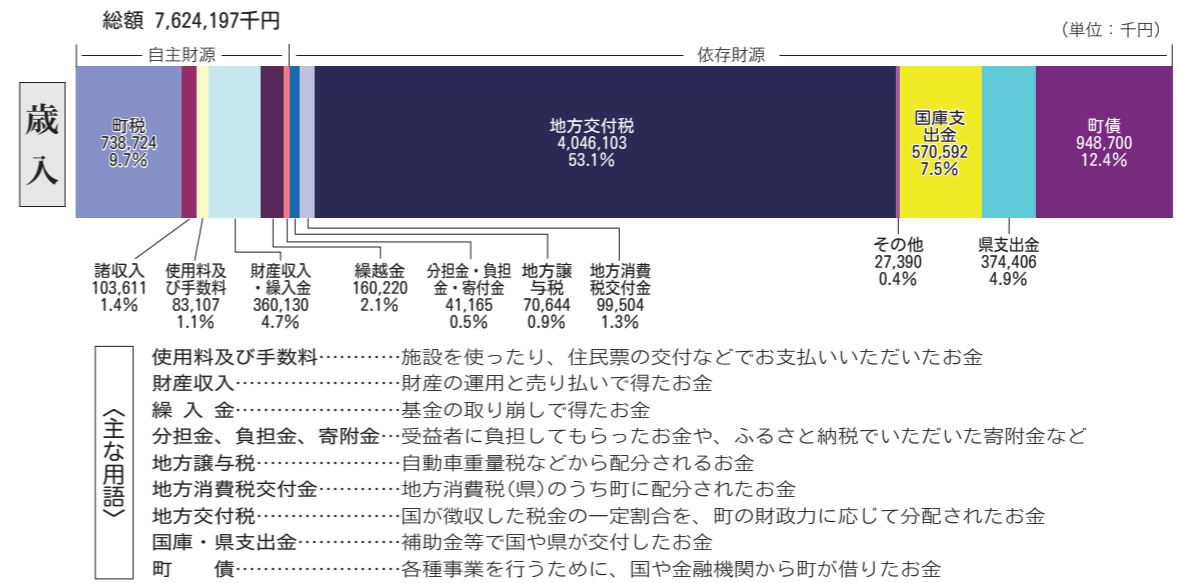 総額 7,624,197千円
（単位：千円）
自主財源
依存財源
歳入
町税
738,724
9.7%
地方交付税
4,046,103
53.1%
国庫支
出金
570,592
7.5%
町債
948,700
12.4%
諸収入
103,611
1.4%
使用料及
び手数料
83,107
1.1%
財産収入
・繰入金
360,130
4.7%
繰越金
160,220
2.1%
分担金・負担
金・寄付金
41,165
0.5%
地方譲
与税
70,644
0.9%
地方消費
税交付金
99,504
1.3%
その他
27,390
0.4%
県支出金
374,406
4.9%
〈主な用語〉
使用料及び手数料…………施設を使ったり、住民票の交付などでお支払いいただいたお金
財産収入……………………財産の運用と売り払いで得たお金
繰 入 金……………………基金の取り崩しで得たお金
分担金、負担金、寄附金…受益者に負担してもらったお金や、ふるさと納税でいただいた寄附金など
地方譲与税…………………自動車重量税などから配分されるお金
地方消費税交付金…………地方消費税(県)のうち町に配分されたお金
地方交付税…………………国が徴収した税金の一定割合を、町の財政力に応じて分配されたお金
国庫・県支出金……………補助金等で国や県が交付したお金
町　　債……………………各種事業を行うために、国や金融機関から町が借りたお金